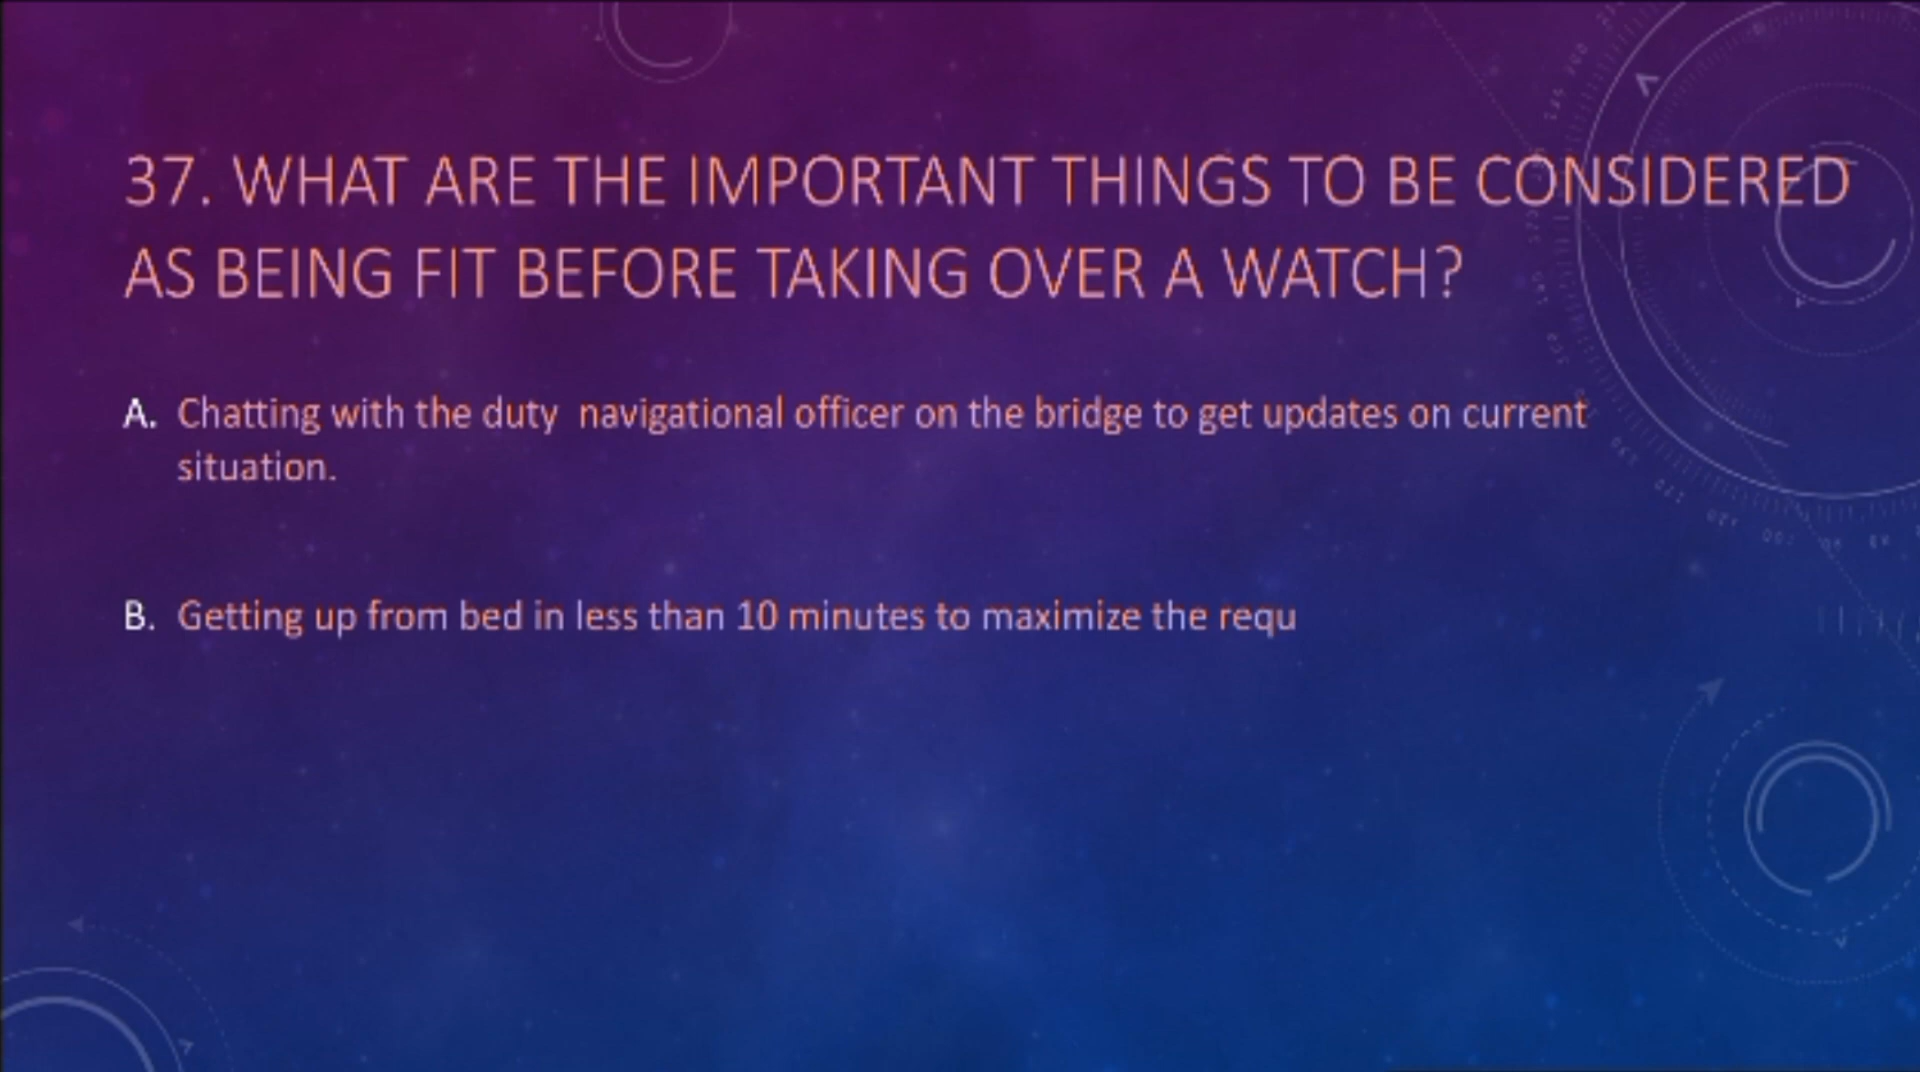 37. WHAT ARE THE IMPORTANT THINGS TO BE CONSIDERED
AS BEING FIT BEFORE TAKING OVER A WATCH?
A. Chatting with the duty navigational officer on the bridge to get updates on current
situation.
B. Getting up from bed in less than 10 minutes to maximize the requ